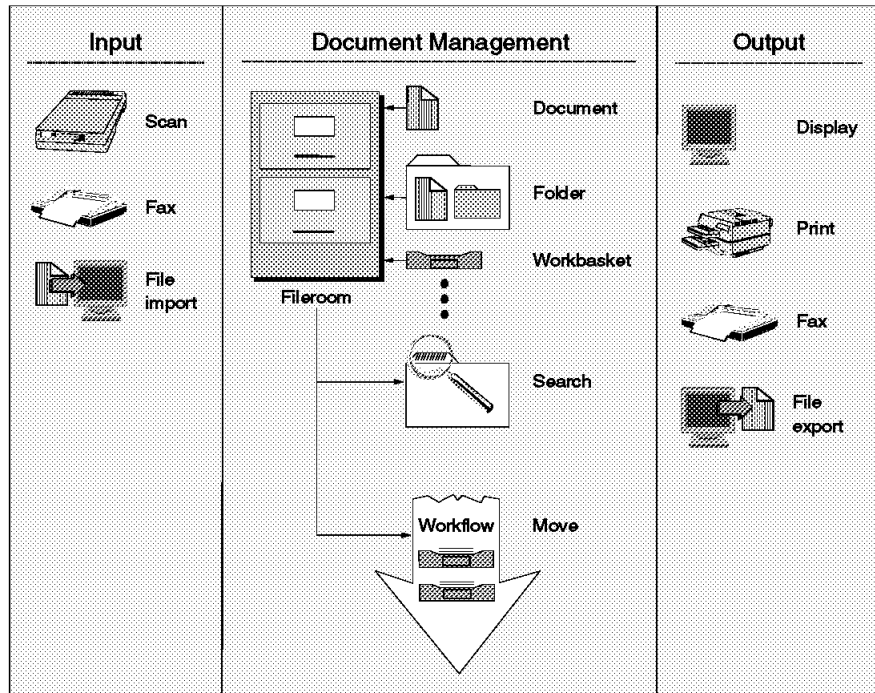 Input
Scan
Fax
File
import
Document Management
Document
Folder
Workbasket
Fileroom
Search
Workflow
Move
Output
Display
Print
Fax
File
export